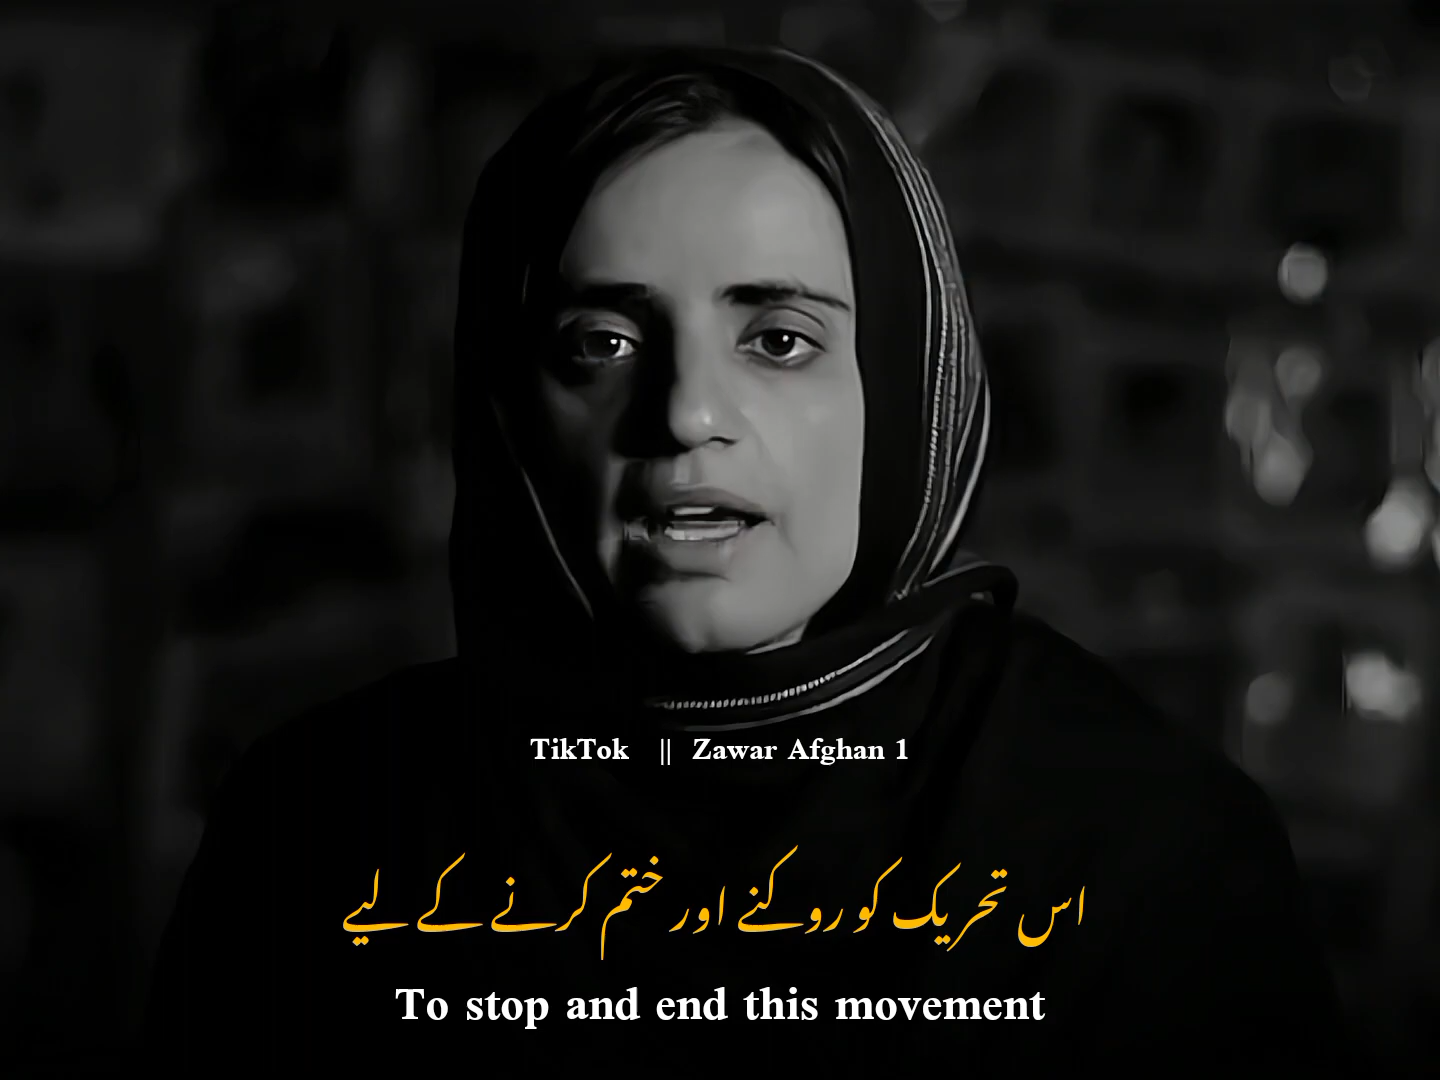 TikTok || Zawar Afghan 1
اس تحریک کو روکنے اور ختم کرنے کے لیے
To stop and end this movement